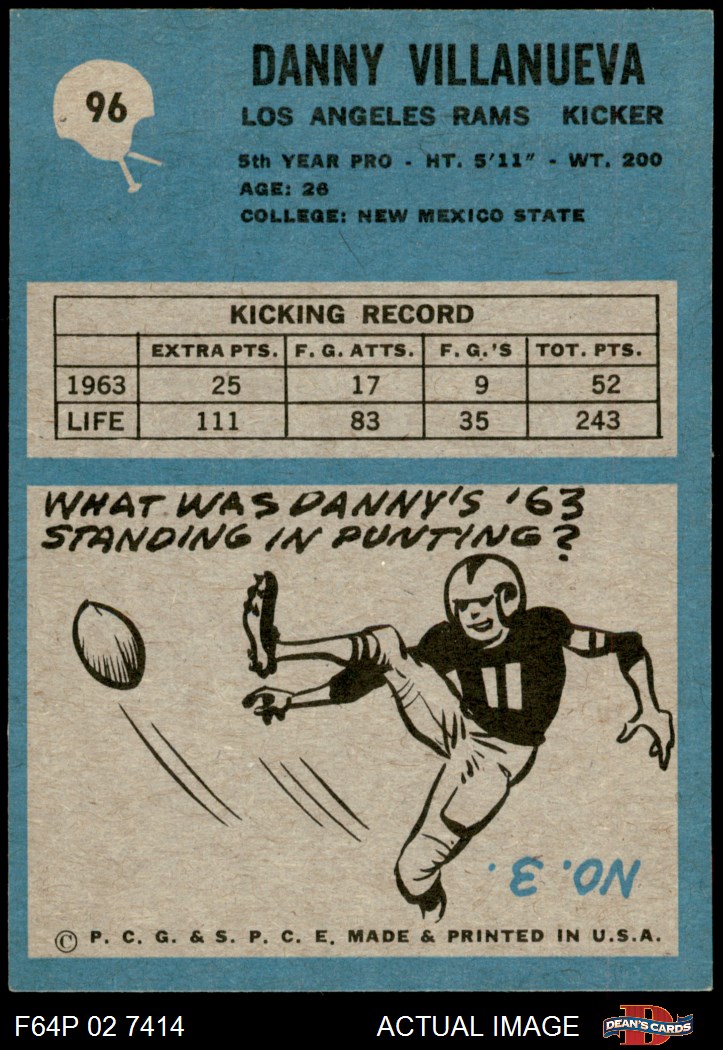 96
DANNY VILLANUEVA
LOS ANGELES RAMS KICKER
5th YEAR PRO - HT. 5'11" - WT. 200
AGE: 26
COLLEGE: NEW MEXICO STATE
KICKING RECORD
EXTRA PTS. F.G. ATTS. F.G.'S TOT. PTS.
1963 25 17 9 52
LIFE 111 83 35 243
WHAT WAS DANNY'S '63
STANDING IN PUNTING?
11
NO. 3.
© P. C. G. & S. P. C. E. MADE & PRINTED IN U.S.A.
F64P 02 7414 ACTUAL IMAGE D DEAN'S CARDS